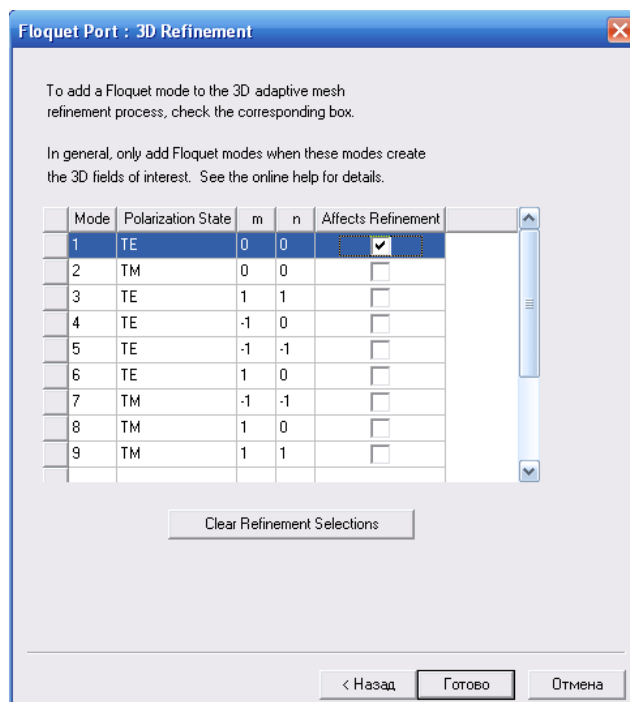 Floquet Port : 3D Refinement
To add a Floquet mode to the 3D adaptive mesh
refinement process, check the corresponding box.
In general, only add Floquet modes when these modes create
the 3D fields of interest. See the online help for details.
Mode Polarization State m n Affects Refinement
1 TE 0 0
2 TM 0 0
3 TE 1 1
4 TE -1 0
5 TE -1 -1
6 TE 1 0
7 TM -1 -1
8 TM 1 0
9 TM 1 1
Clear Refinement Selections
< Назад Готово Отмена